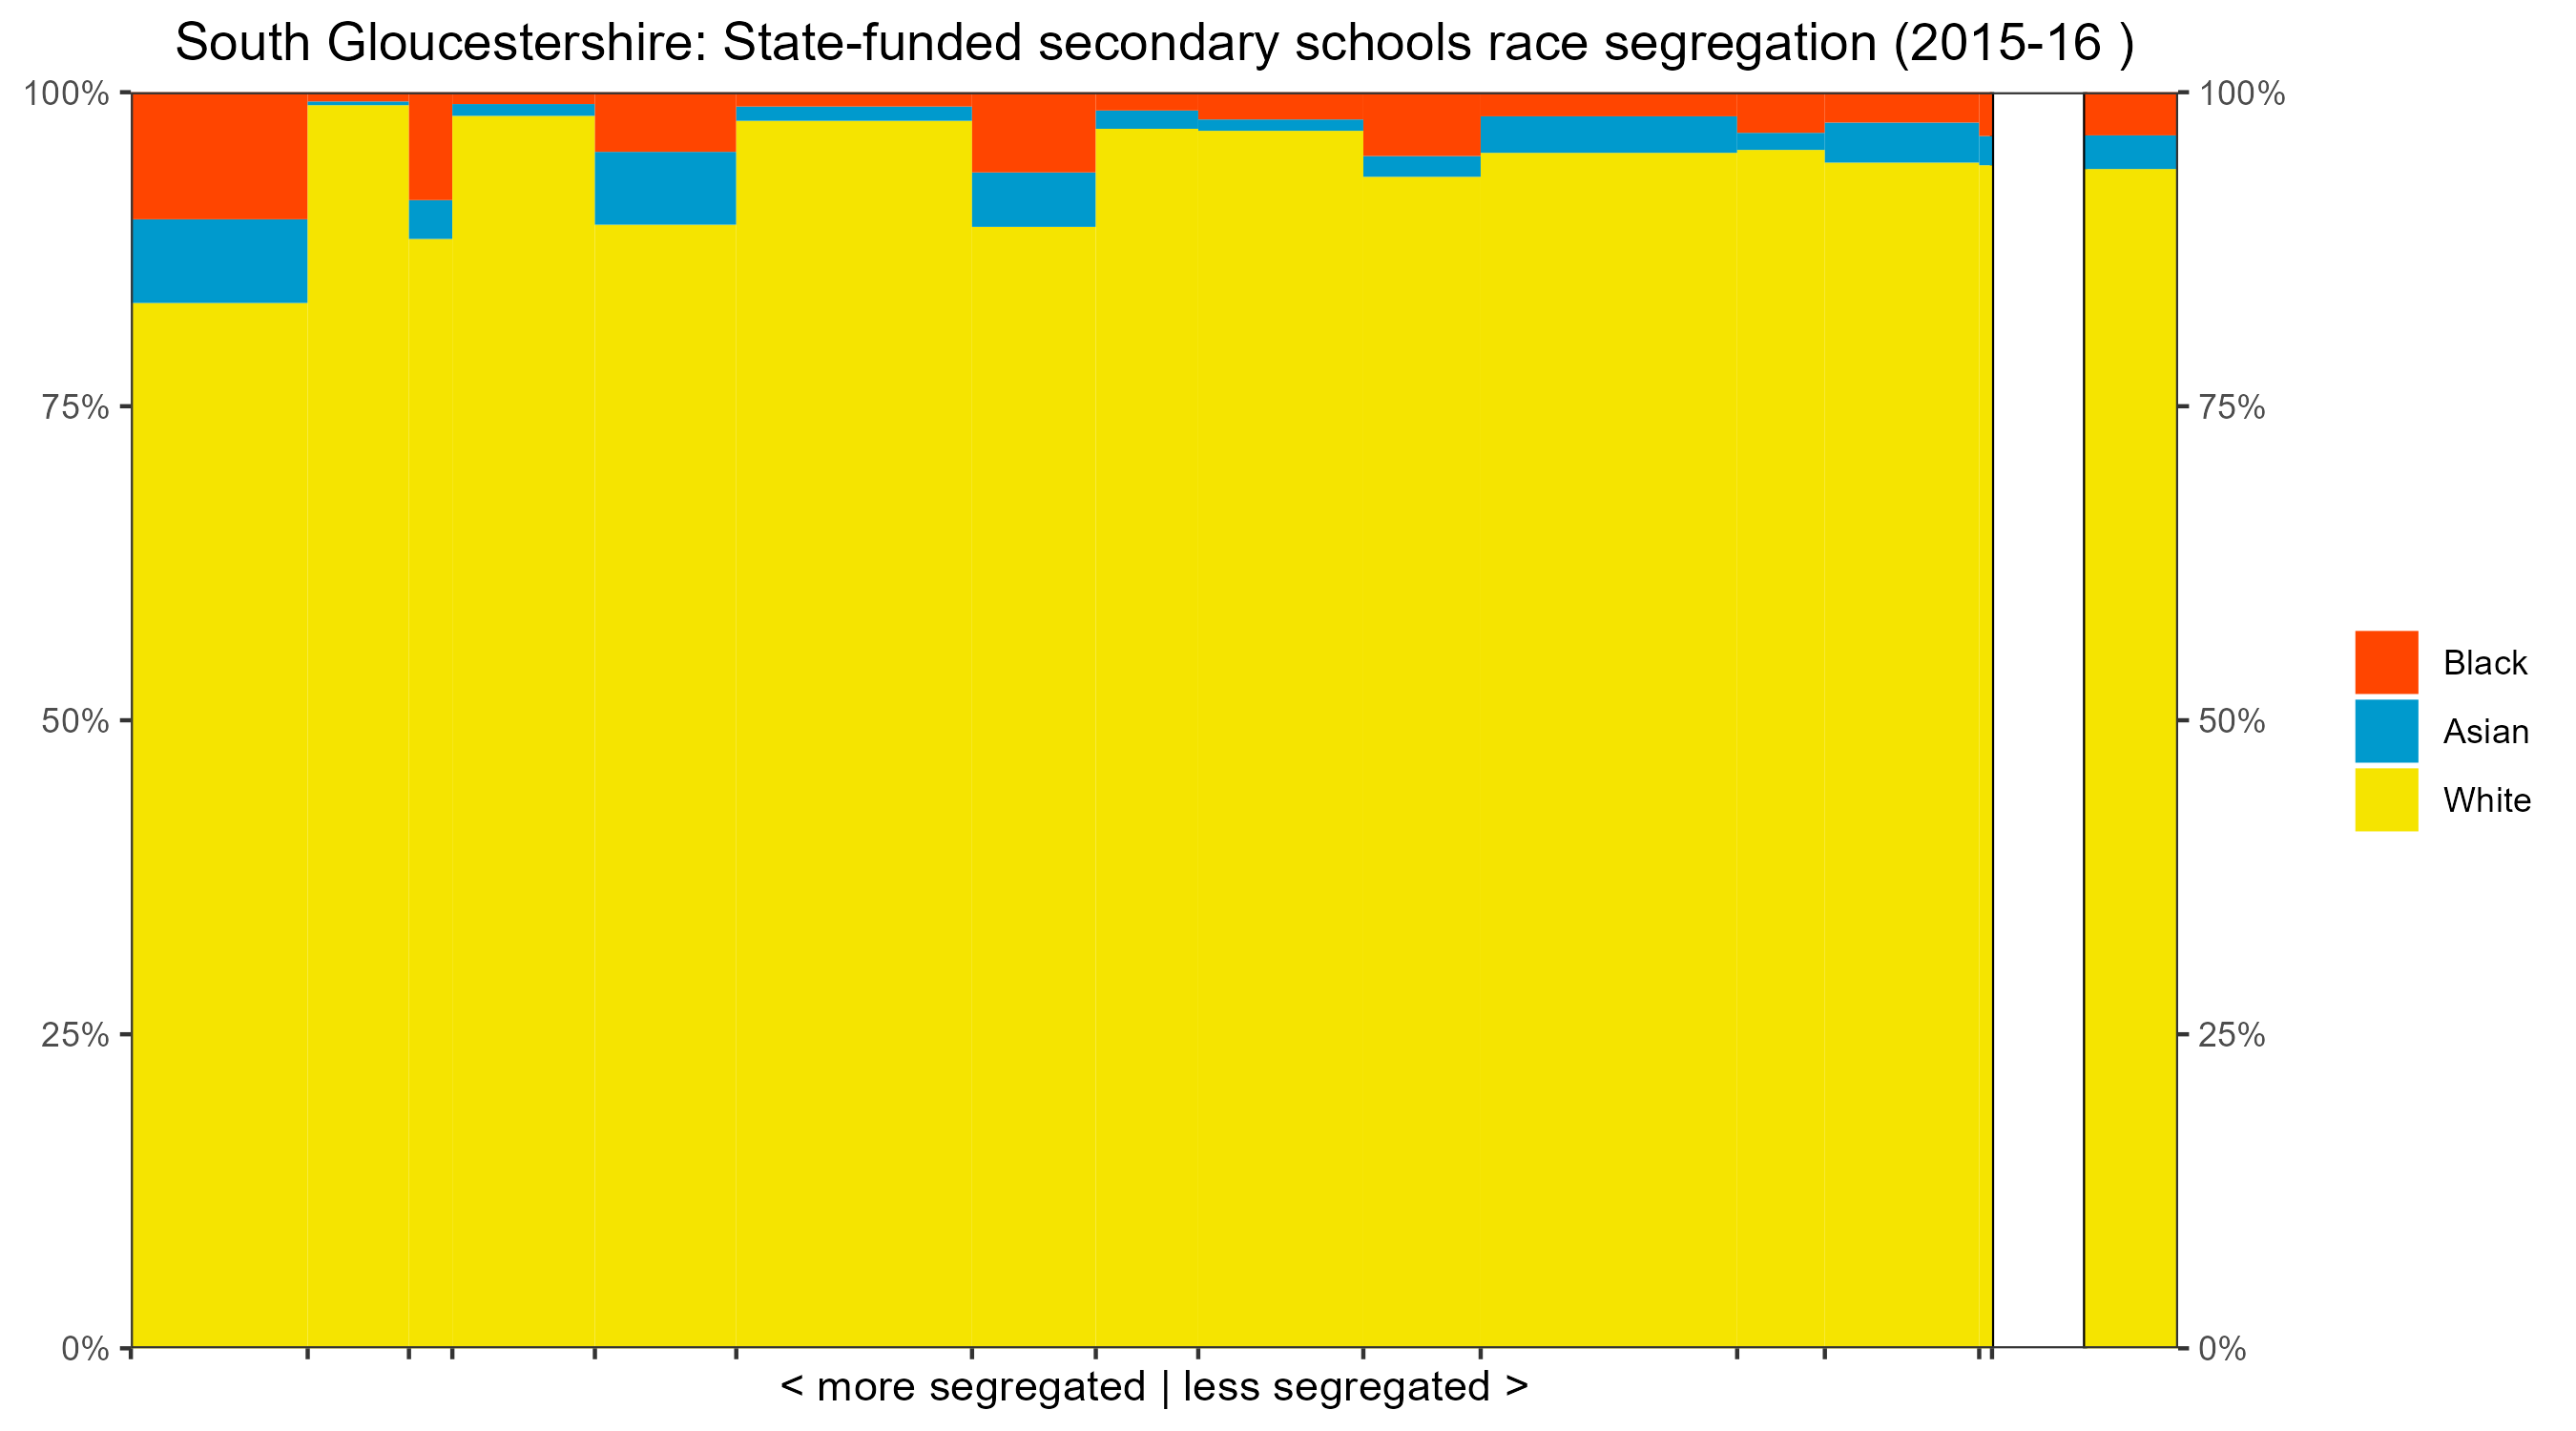 South Gloucestershire: State-funded secondary schools race segregation (2015-16 )
100%
75%
50%
25%
0%
100%
75%
50%
25%
0%
Black
Asian
White
< more segregated | less segregated >